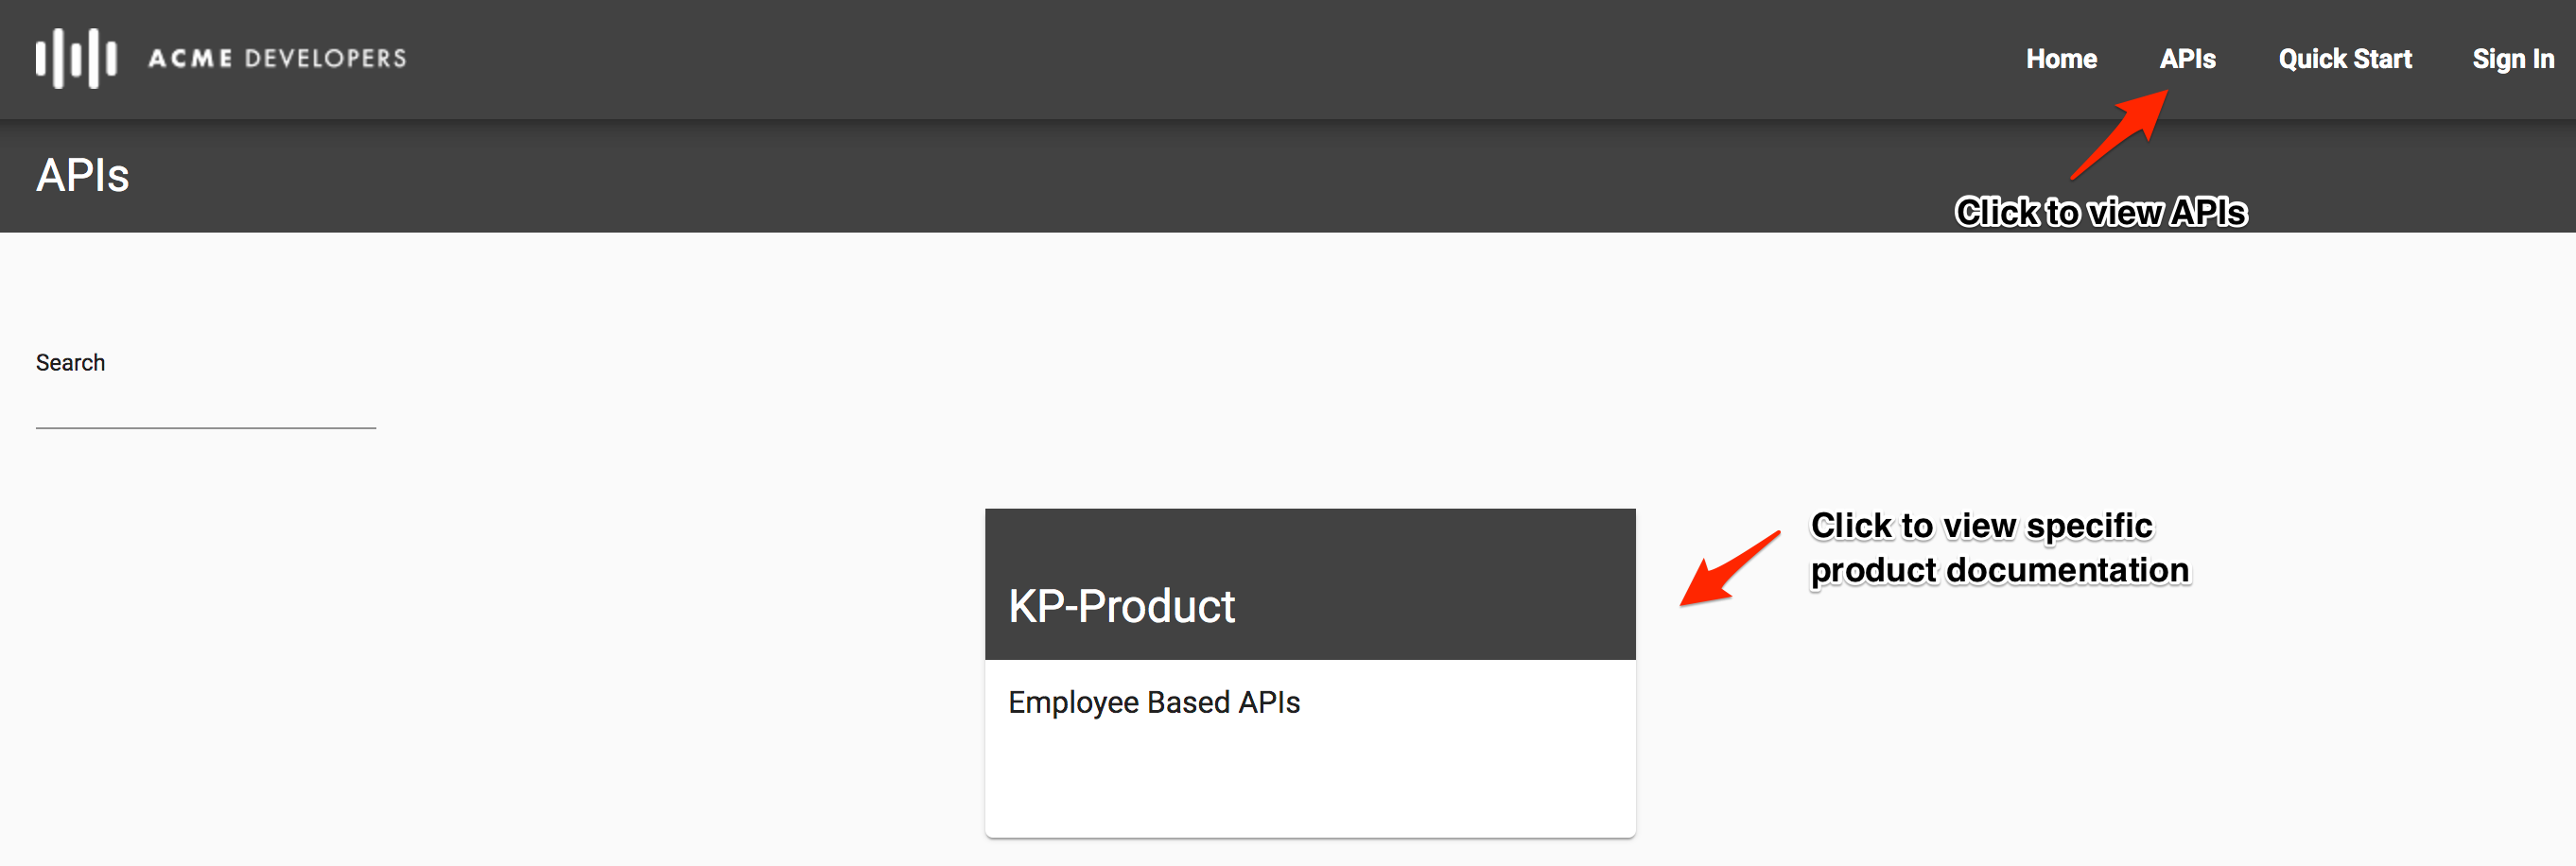 ACME DEVELOPERS
Home APIs Quick Start Sign In
APIs
Click to view APIs
Search
Click to view specific
product documentation
KP-Product
Employee Based APIs